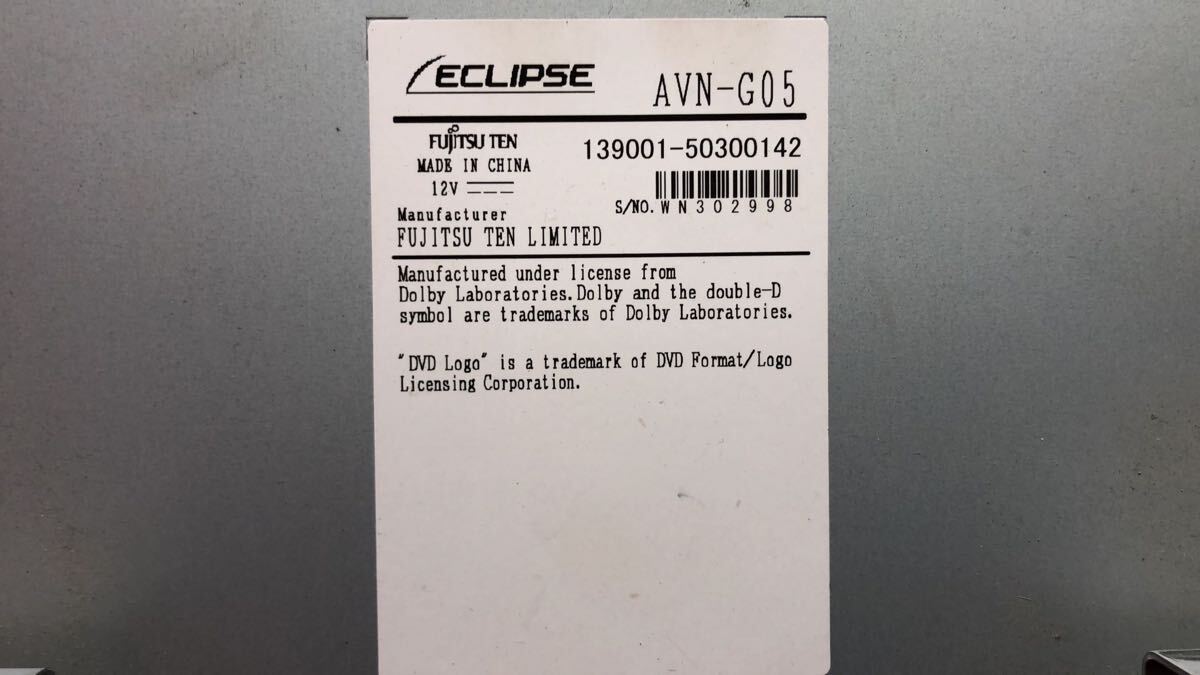 ECLIPSE AVN-G05
FUJITSU TEN
MADE IN CHINA
12V
139001-50300142
S/NO. WN302998
Manufacturer
FUJITSU TEN LIMITED
Manufactured under license from
Dolby Laboratories.Dolby and the double-D
symbol are trademarks of Dolby Laboratories.
"DVD Logo" is a trademark of DVD Format/Logo
Licensing Corporation.